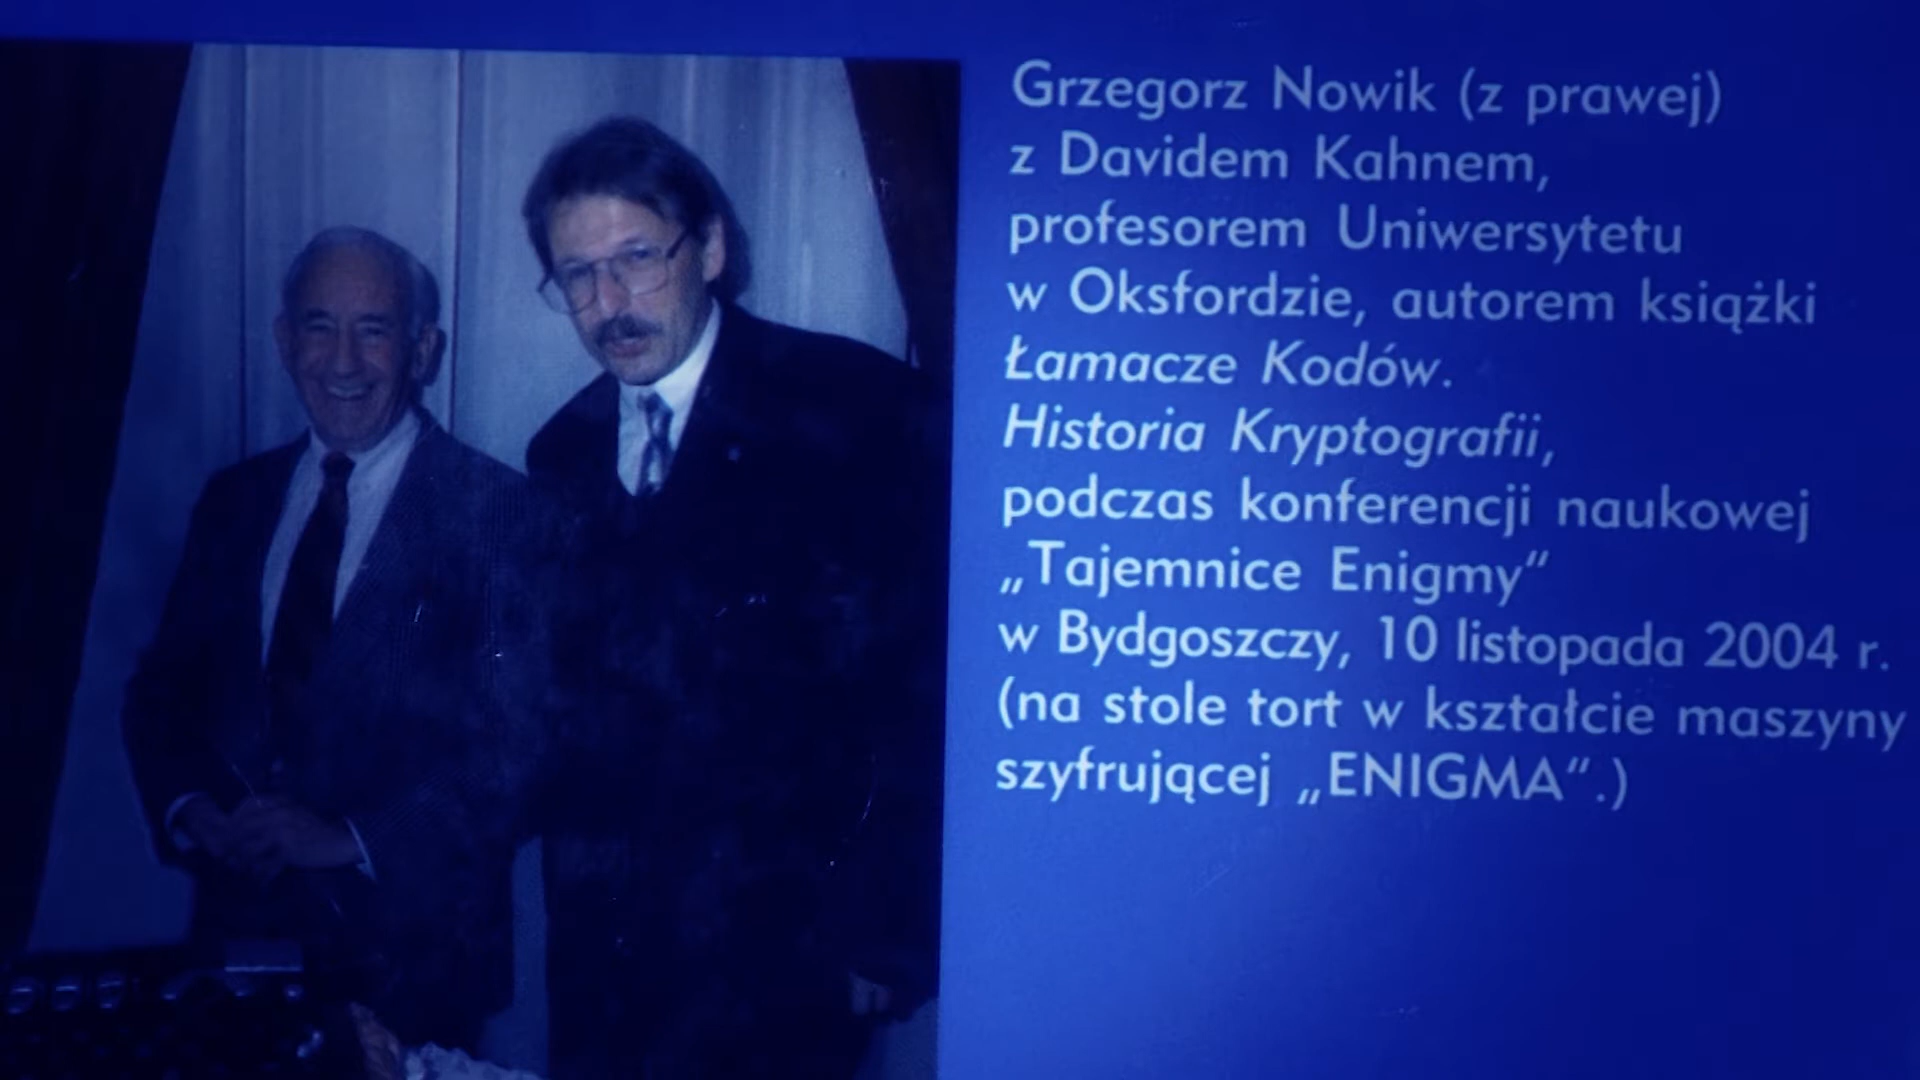 Grzegorz Nowik (z prawej)
z Davidem Kahnem,
profesorem Uniwersytetu
w Oksfordzie, autorem książki
Łamacze Kodów.
Historia Kryptografii,
podczas konferencji naukowej
„Tajemnice Enigmy“
w Bydgoszczy, 10 listopada 2004 r.
(na stole tort w kształcie maszyny
szyfrującej „ENIGMA“.)